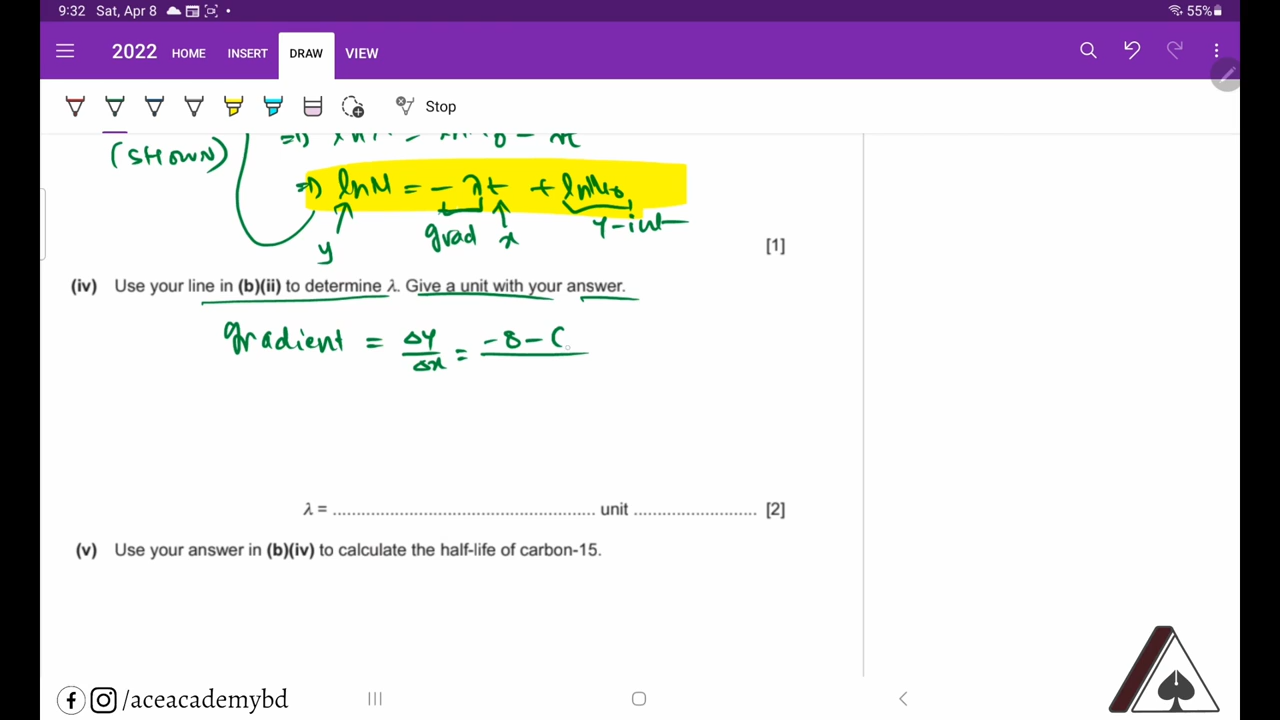 9:32 Sat, Apr 8
55%
2022 HOME INSERT DRAW VIEW
Stop
(SHOWN)
=) lnM = - λt + lnM₀
y grad x y-int
[1]
(iv) Use your line in (b)(ii) to determine λ. Give a unit with your answer.
gradient = Δy/Δx = -8-(
λ = ...................................................... unit ......................... [2]
(v) Use your answer in (b)(iv) to calculate the half-life of carbon-15.
/aceacademybd